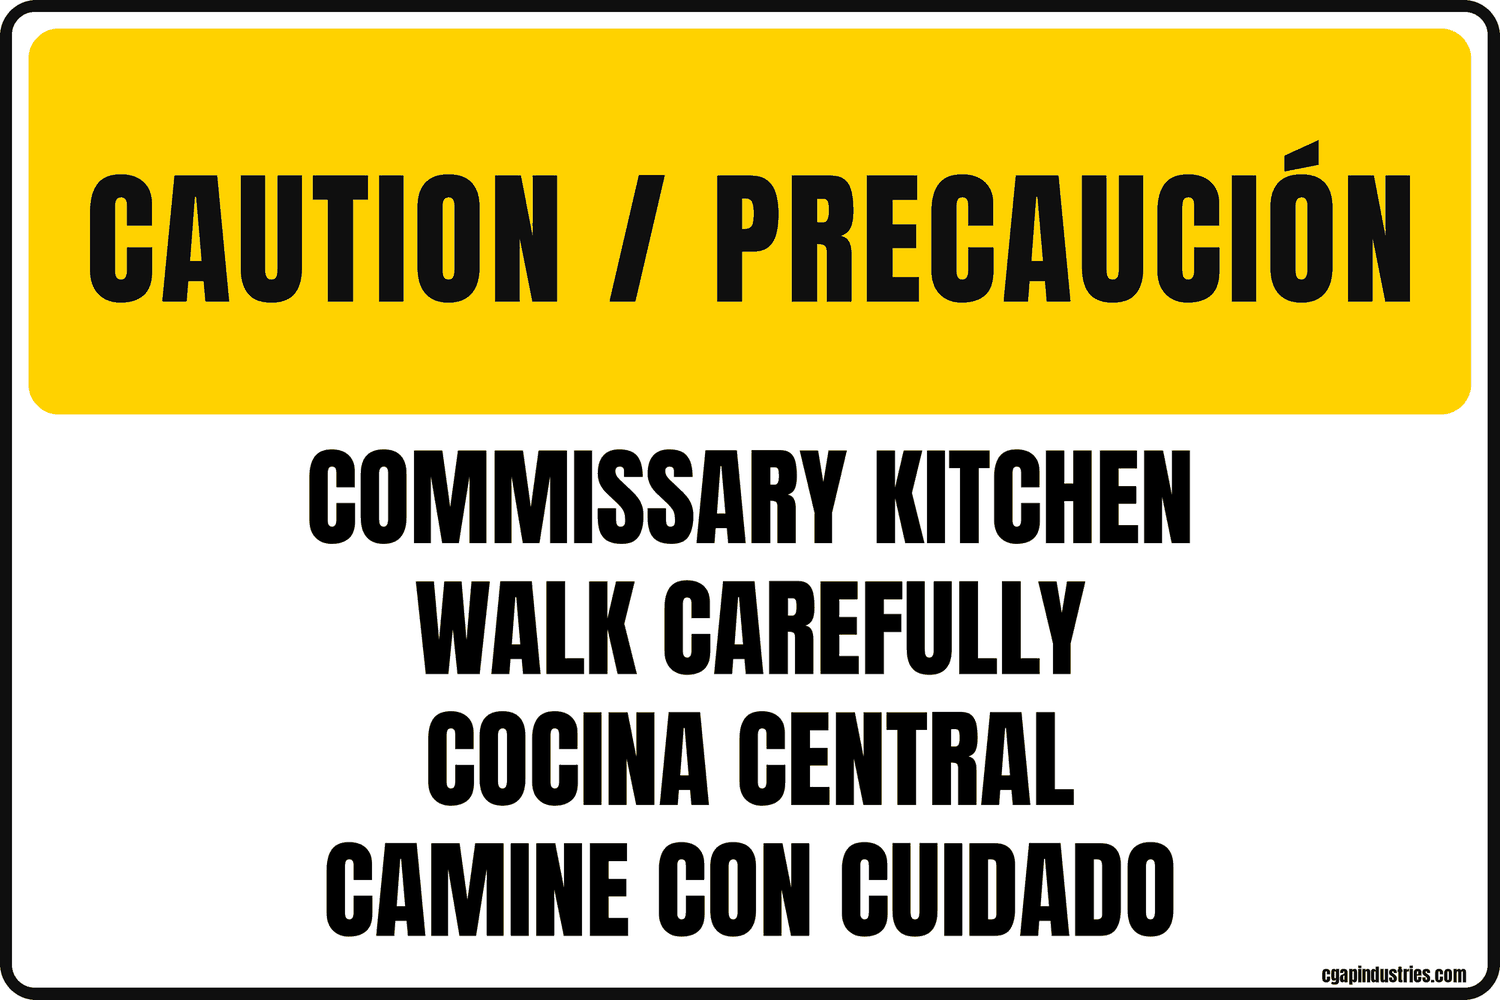 CAUTION / PRECAUCIÓN
COMMISSARY KITCHEN
WALK CAREFULLY
COCINA CENTRAL
CAMINE CON CUIDADO
cgapindustries.com